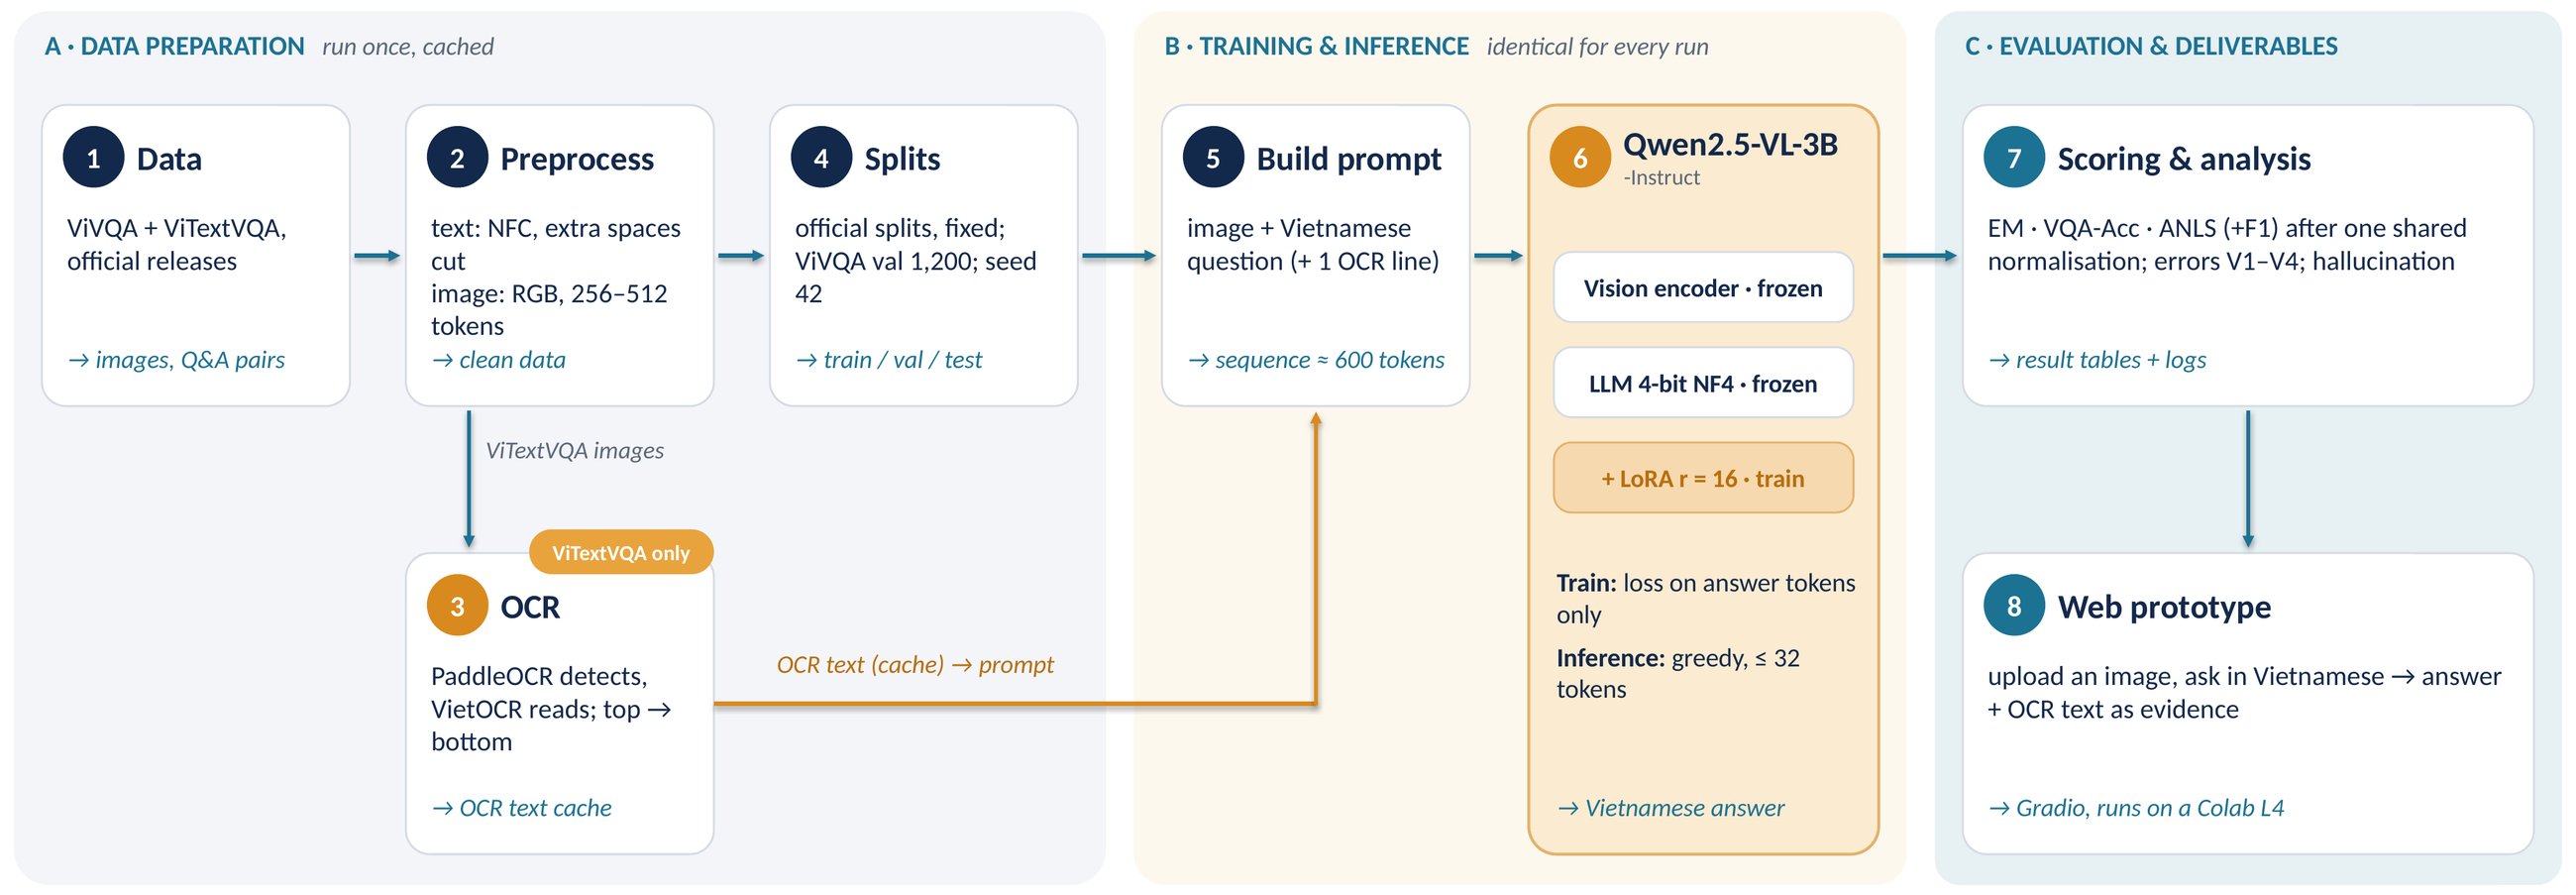 A · DATA PREPARATION run once, cached
B · TRAINING & INFERENCE identical for every run
C · EVALUATION & DELIVERABLES
1 Data
ViVQA + ViTextVQA,
official releases
→ images, Q&A pairs
2 Preprocess
text: NFC, extra spaces
cut
image: RGB, 256–512
tokens
→ clean data
ViTextVQA images
ViTextVQA only
3 OCR
PaddleOCR detects,
VietOCR reads; top →
bottom
→ OCR text cache
OCR text (cache) → prompt
4 Splits
official splits, fixed;
ViVQA val 1,200; seed
42
→ train / val / test
5 Build prompt
image + Vietnamese
question (+ 1 OCR line)
→ sequence ≈ 600 tokens
6 Qwen2.5-VL-3B
-Instruct
Vision encoder · frozen
LLM 4-bit NF4 · frozen
+ LoRA r = 16 · train
Train: loss on answer tokens
only
Inference: greedy, ≤ 32
tokens
→ Vietnamese answer
7 Scoring & analysis
EM · VQA-Acc · ANLS (+F1) after one shared
normalisation; errors V1–V4; hallucination
→ result tables + logs
8 Web prototype
upload an image, ask in Vietnamese → answer
+ OCR text as evidence
→ Gradio, runs on a Colab L4